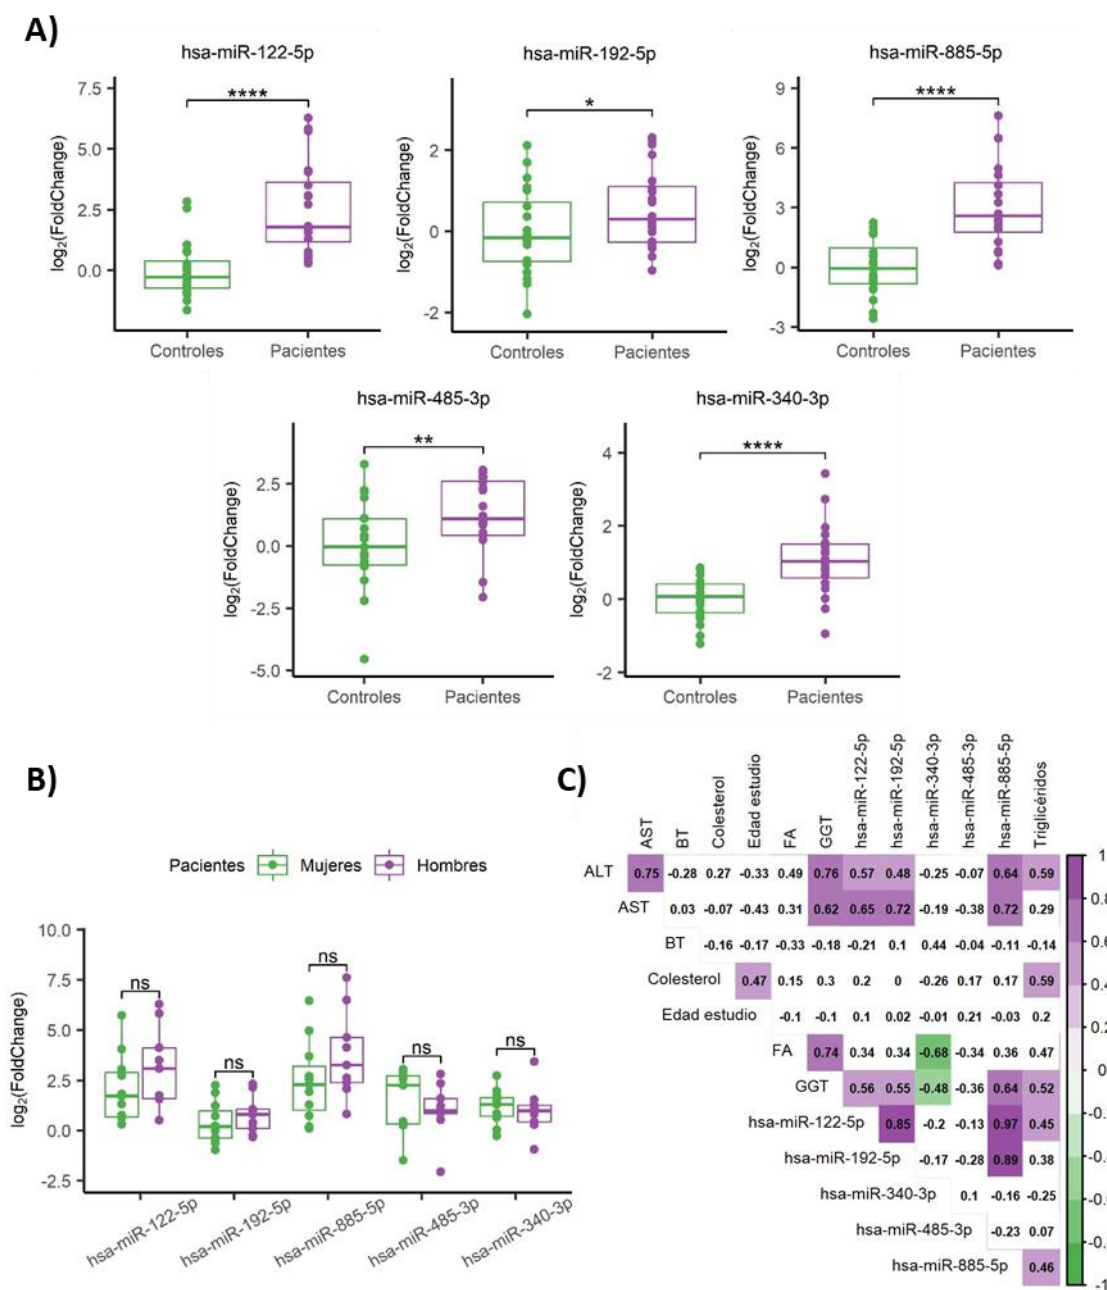 A)
hsa-miR-122-5p
7.5
5.0
2.5
0.0
log2(FoldChange)
****
Controles
Pacientes
hsa-miR-192-5p
2
0
-2
log2(FoldChange)
*
Controles
Pacientes
hsa-miR-885-5p
9
6
3
0
-3
log2(FoldChange)
****
Controles
Pacientes
hsa-miR-485-3p
2.5
0.0
-2.5
-5.0
log2(FoldChange)
**
Controles
Pacientes
hsa-miR-340-3p
4
2
0
-2
log2(FoldChange)
****
Controles
Pacientes
B)
Pacientes Mujeres Hombres
10.0
7.5
5.0
2.5
0.0
-2.5
log2(FoldChange)
ns
ns
ns
ns
ns
hsa-miR-122-5p
hsa-miR-192-5p
hsa-miR-885-5p
hsa-miR-485-3p
hsa-miR-340-3p
C)
AST
BT
Colesterol
Edad estudio
FA
GGT
hsa-miR-122-5p
hsa-miR-192-5p
hsa-miR-340-3p
hsa-miR-485-3p
hsa-miR-885-5p
Triglicéridos
ALT 0.75 -0.28 0.27 -0.33 0.49 0.76 0.57 0.48 -0.25 -0.07 0.64 0.59
AST 0.03 -0.07 -0.43 0.31 0.62 0.65 0.72 -0.19 -0.38 0.72 0.29
BT -0.16 -0.17 -0.33 -0.18 -0.21 0.1 0.44 -0.04 -0.11 -0.14
Colesterol 0.47 0.15 0.3 0.2 0 -0.26 0.17 0.17 0.59
Edad estudio -0.1 -0.1 0.1 0.02 -0.01 0.21 -0.03 0.2
FA 0.74 0.34 0.34 -0.68 -0.34 0.36 0.47
GGT 0.56 0.55 -0.48 -0.36 0.64 0.52
hsa-miR-122-5p 0.85 -0.2 -0.13 0.97 0.45
hsa-miR-192-5p -0.17 -0.28 0.89 0.38
hsa-miR-340-3p 0.1 -0.16 -0.25
hsa-miR-485-3p -0.23 0.07
hsa-miR-885-5p 0.46
1
0.8
0.6
0.4
0.2
0